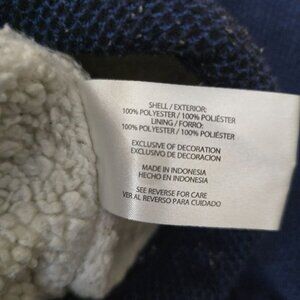 SHELL / EXTERIOR:
100% POLYESTER / 100% POLIÉSTER
LINING / FORRO:
100% POLYESTER / 100% POLIÉSTER
EXCLUSIVE OF DECORATION
EXCLUSIVO DE DECORACIÓN
MADE IN INDONESIA
HECHO EN INDONESIA
SEE REVERSE FOR CARE
VER AL REVERSO PARA CUIDADO